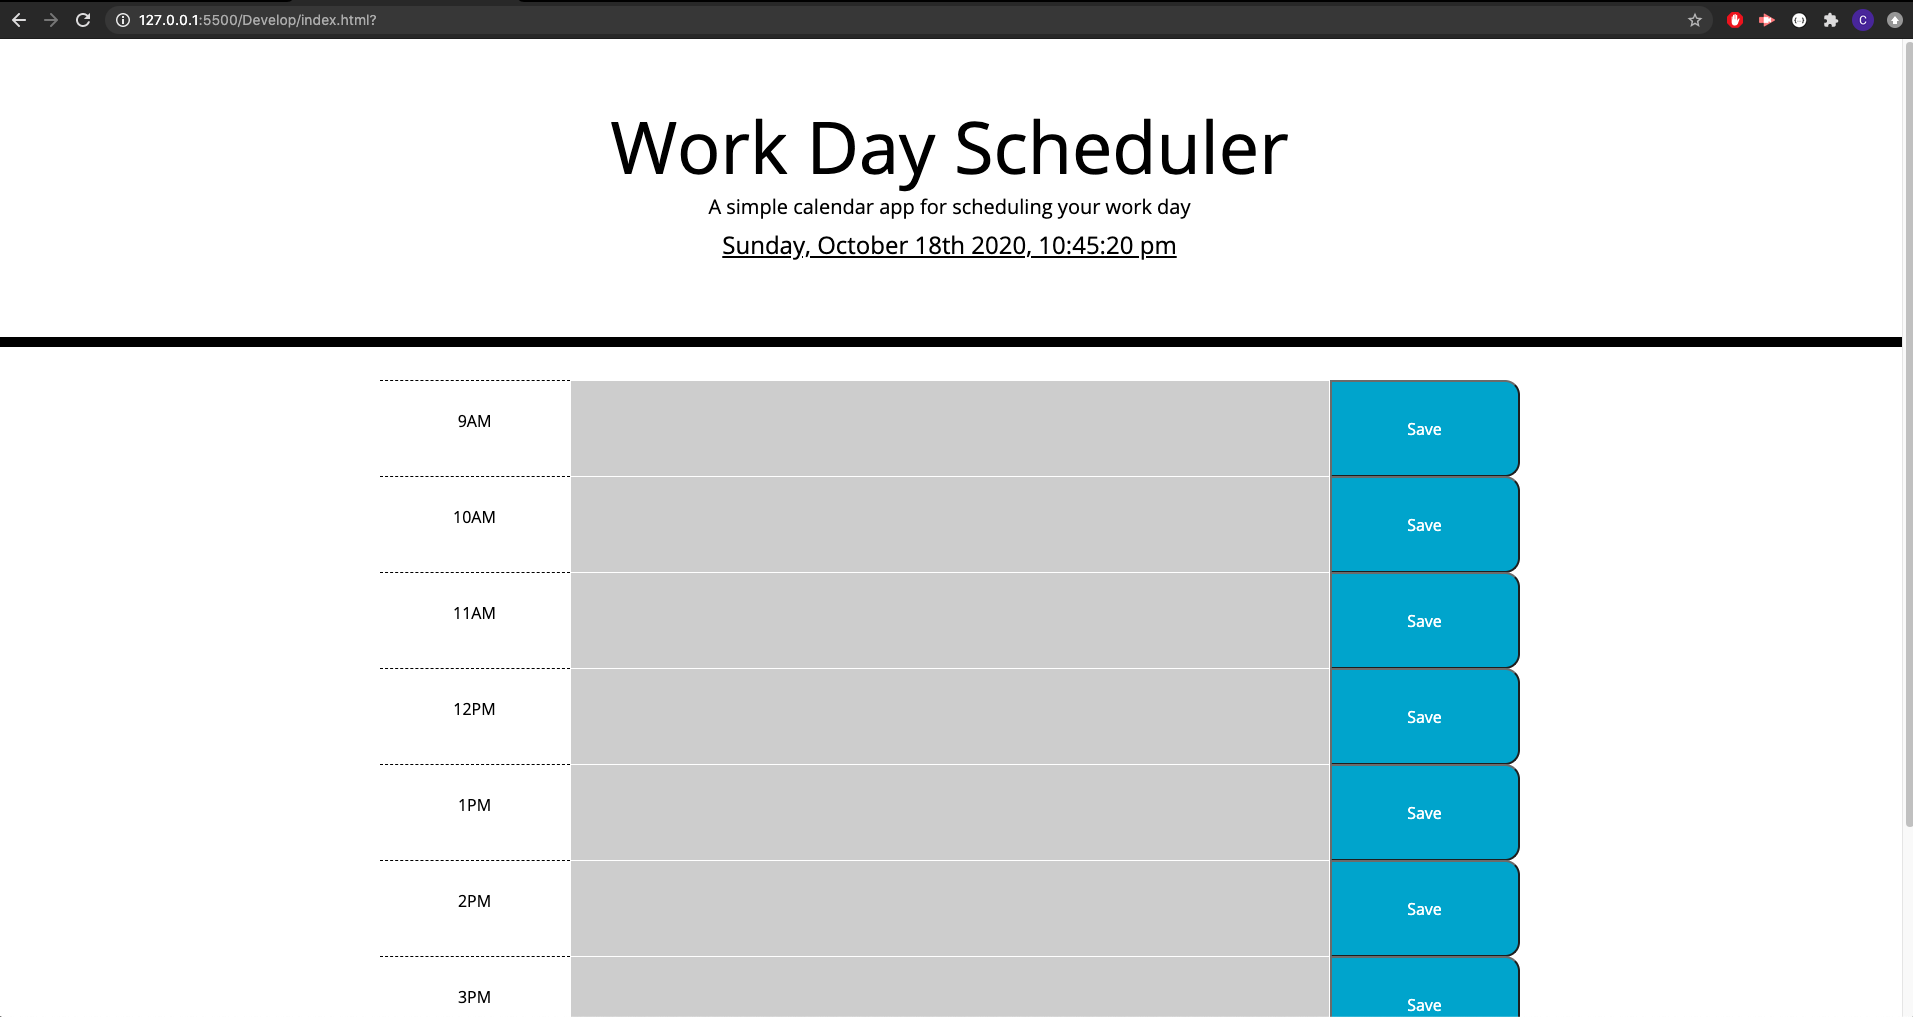 127.0.0.1:5500/Develop/index.html?
C
Work Day Scheduler
A simple calendar app for scheduling your work day
Sunday, October 18th 2020, 10:45:20 pm
9AM Save
10AM Save
11AM Save
12PM Save
1PM Save
2PM Save
3PM Save